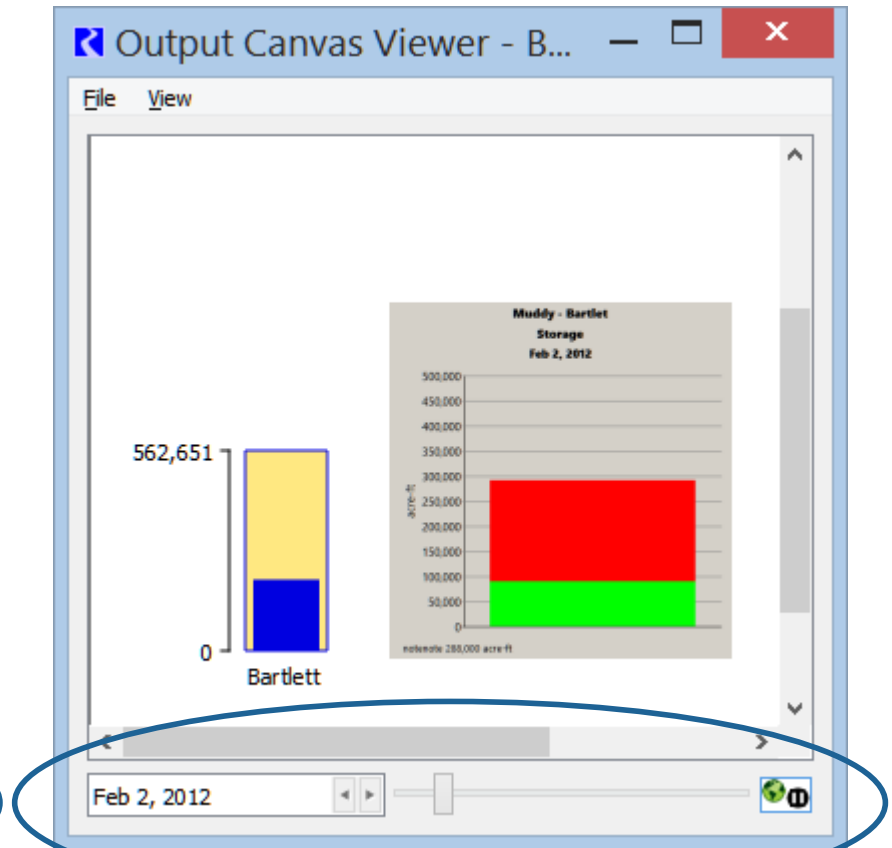 Output Canvas Viewer - B...
File View
Muddy - Bartlet
Storage
Feb 2, 2012
500,000
450,000
400,000
350,000
300,000
250,000
200,000
150,000
100,000
50,000
0
acre-ft
notenote 288,000 acre-ft
562,651
0
Bartlett
Feb 2, 2012